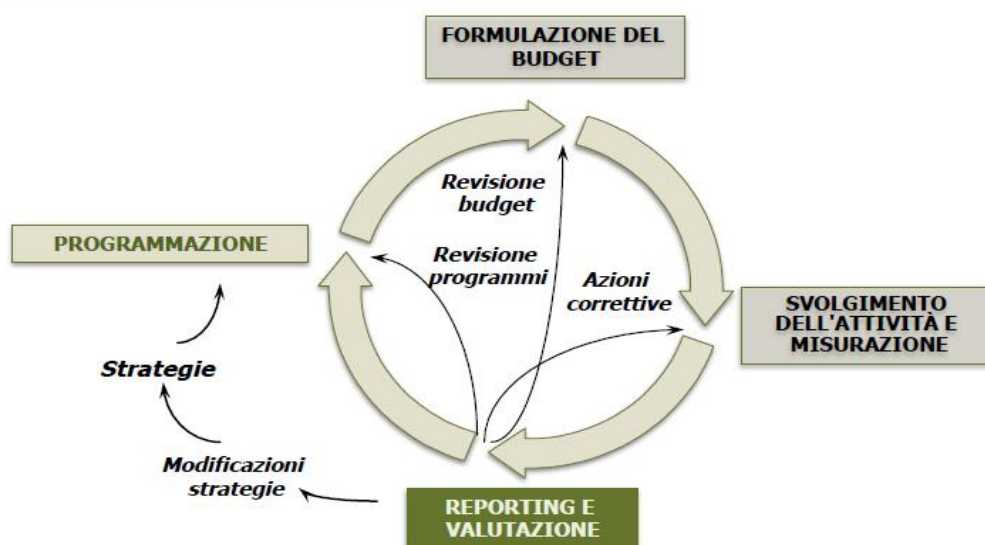 FORMULAZIONE DEL
BUDGET
Revisione
budget
PROGRAMMAZIONE
Revisione
programmi
Azioni
correttive
SVOLGIMENTO
DELL'ATTIVITÀ E
MISURAZIONE
Strategie
Modificazioni
strategie
REPORTING E
VALUTAZIONE